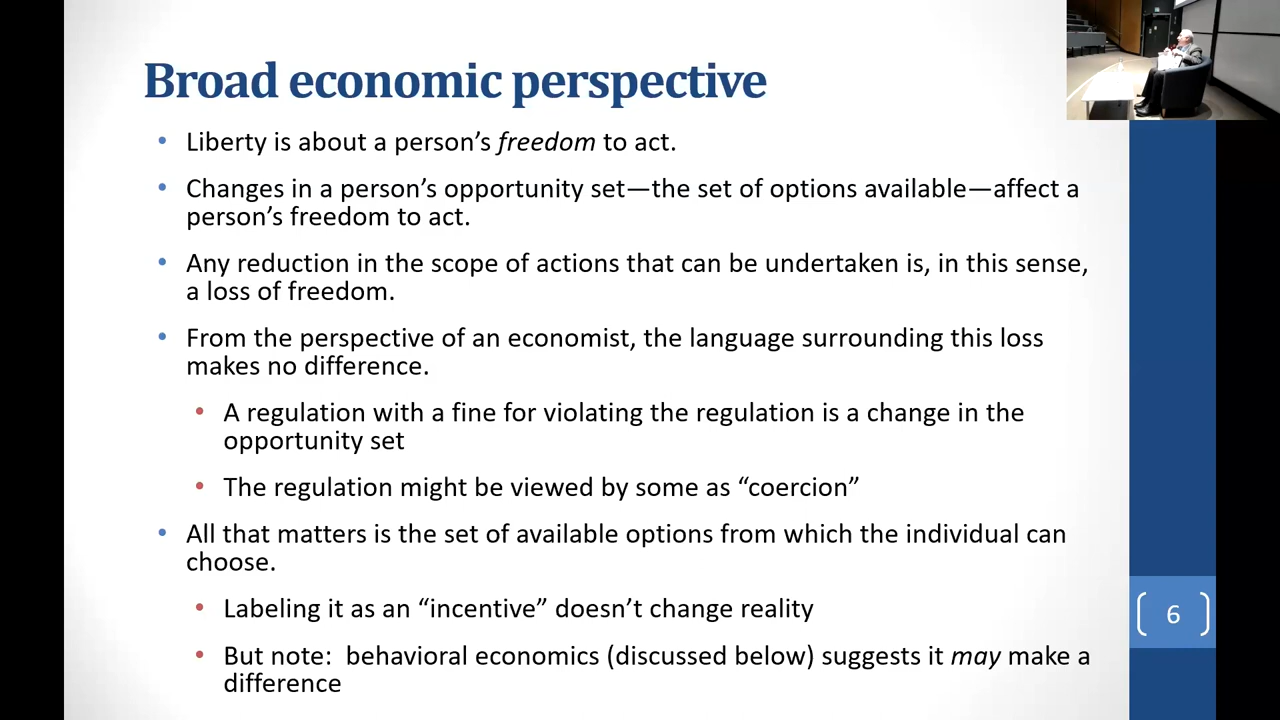 Broad economic perspective
• Liberty is about a person’s freedom to act.
• Changes in a person’s opportunity set—the set of options available—affect a
person’s freedom to act.
• Any reduction in the scope of actions that can be undertaken is, in this sense,
a loss of freedom.
• From the perspective of an economist, the language surrounding this loss
makes no difference.
• A regulation with a fine for violating the regulation is a change in the
opportunity set
• The regulation might be viewed by some as “coercion”
• All that matters is the set of available options from which the individual can
choose.
• Labeling it as an “incentive” doesn’t change reality
• But note:  behavioral economics (discussed below) suggests it may make a
difference
6